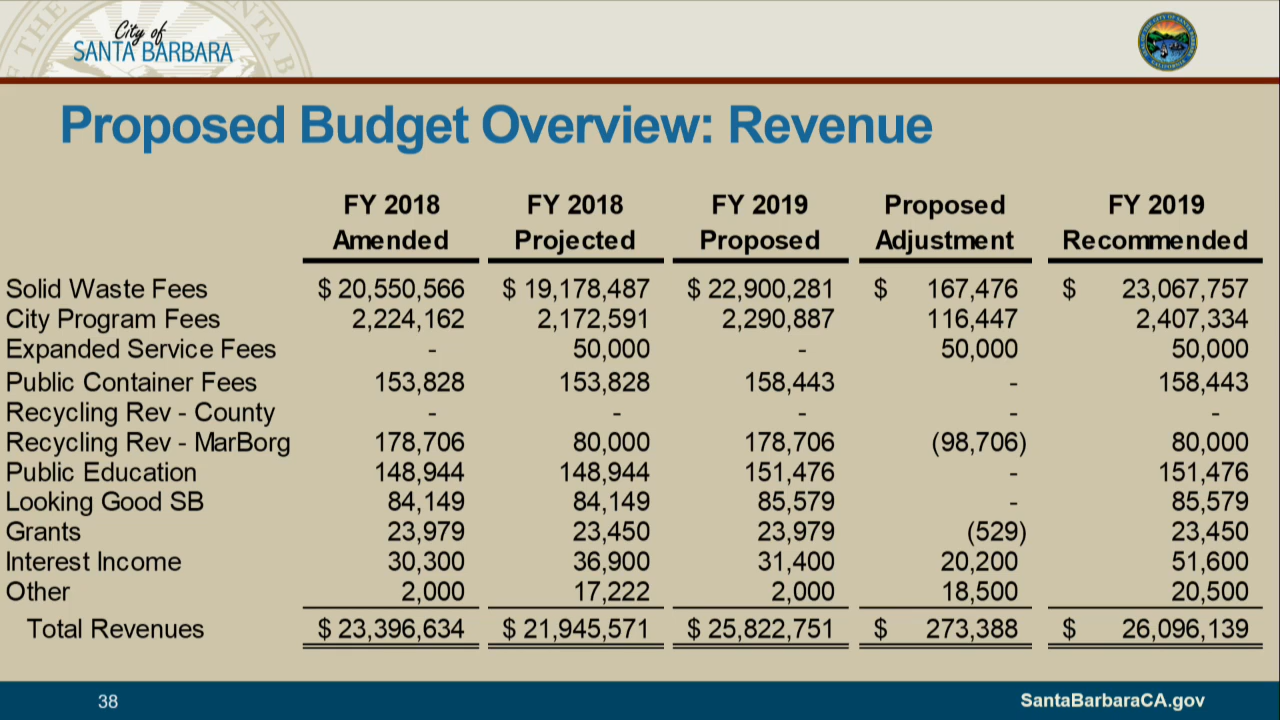 City of
SANTA BARBARA
Proposed Budget Overview: Revenue
FY 2018 FY 2018 FY 2019 Proposed FY 2019
Amended Projected Proposed Adjustment Recommended
Solid Waste Fees $ 20,550,566 $ 19,178,487 $ 22,900,281 $ 167,476 $ 23,067,757
City Program Fees 2,224,162 2,172,591 2,290,887 116,447 2,407,334
Expanded Service Fees - 50,000 - 50,000 50,000
Public Container Fees 153,828 153,828 158,443 - 158,443
Recycling Rev - County - - - - -
Recycling Rev - MarBorg 178,706 80,000 178,706 (98,706) 80,000
Public Education 148,944 148,944 151,476 - 151,476
Looking Good SB 84,149 84,149 85,579 - 85,579
Grants 23,979 23,450 23,979 (529) 23,450
Interest Income 30,300 36,900 31,400 20,200 51,600
Other 2,000 17,222 2,000 18,500 20,500
Total Revenues $ 23,396,634 $ 21,945,571 $ 25,822,751 $ 273,388 $ 26,096,139
38 SantaBarbaraCA.gov